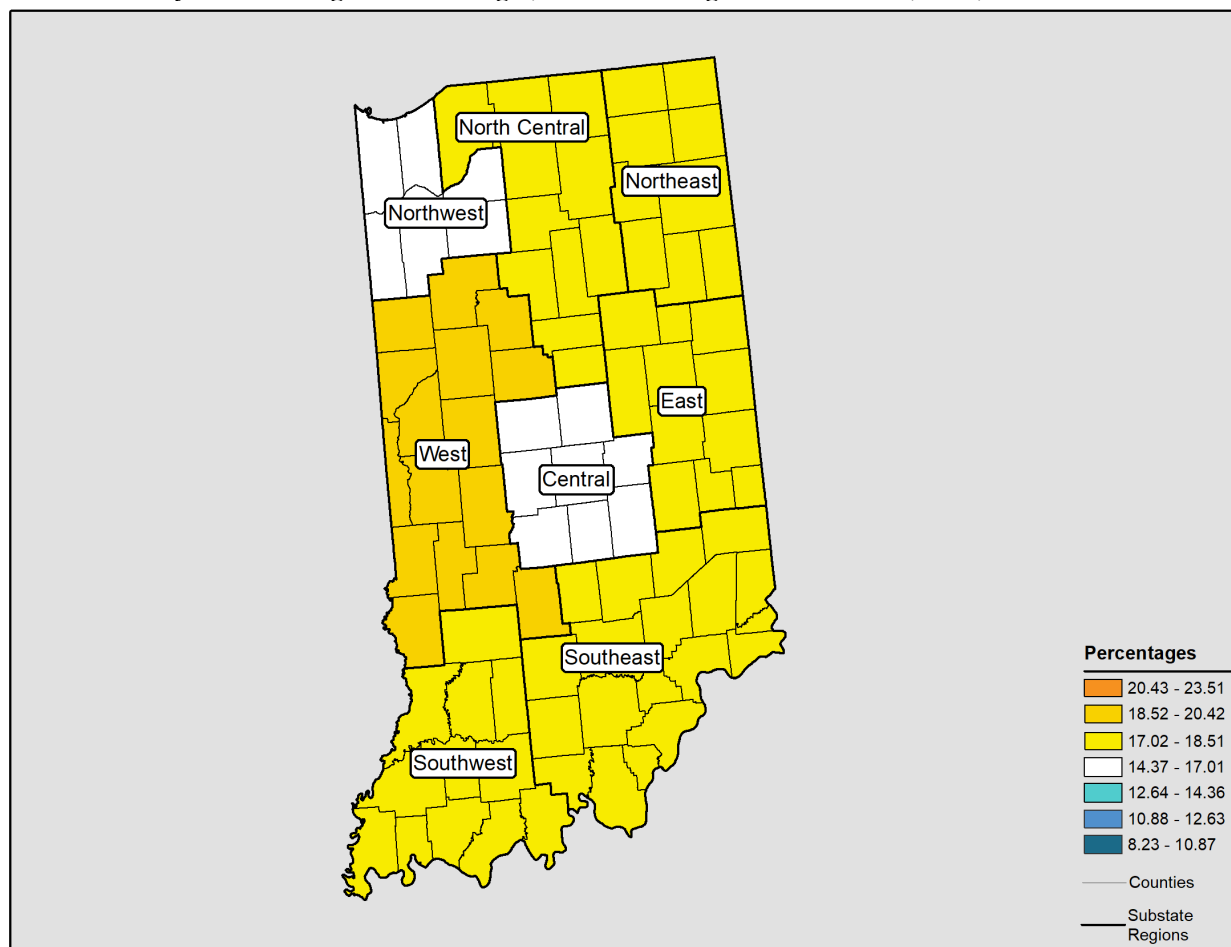 North Central
Northeast
Northwest
East
West
Central
Southeast
Southwest
Percentages
20.43 - 23.51
18.52 - 20.42
17.02 - 18.51
14.37 - 17.01
12.64 - 14.36
10.88 - 12.63
8.23 - 10.87
Counties
Substate
Regions